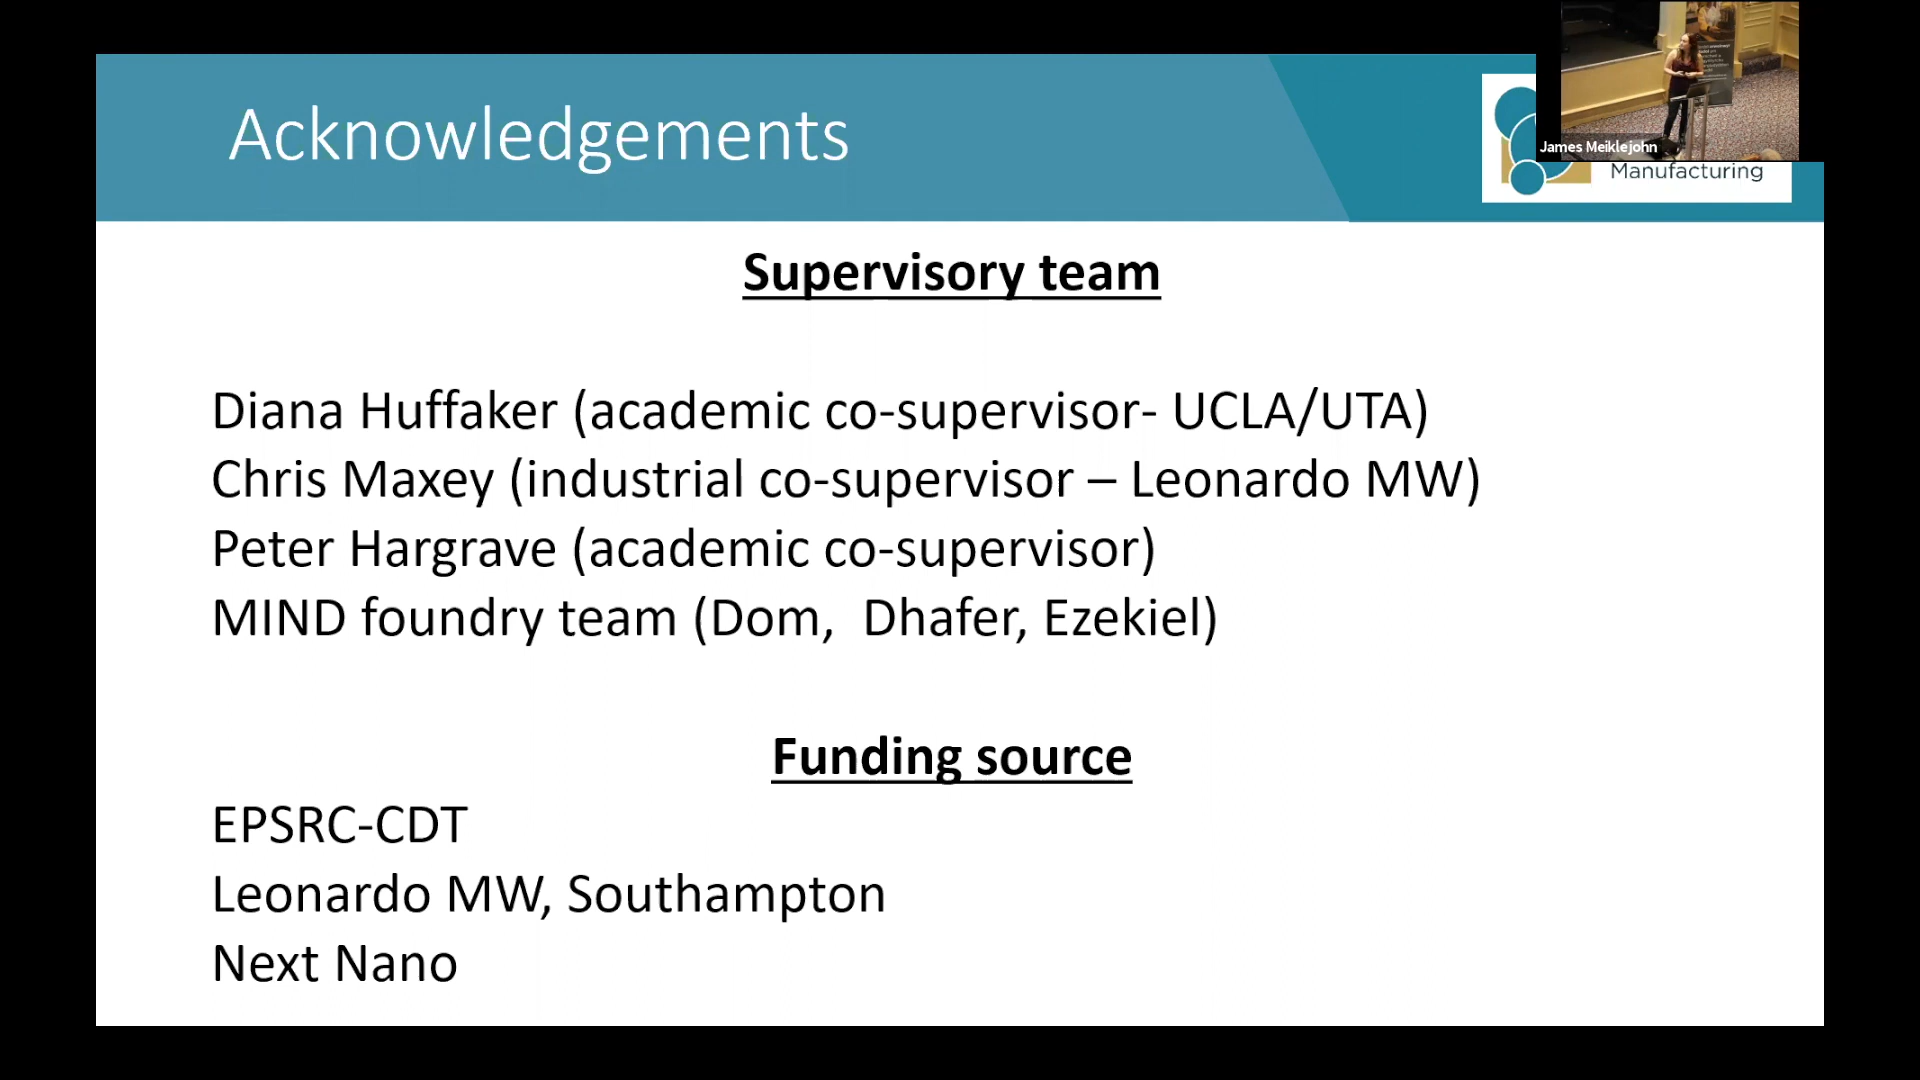 Acknowledgements
James Meiklejohn
Manufacturing
Supervisory team
Diana Huffaker (academic co-supervisor- UCLA/UTA)
Chris Maxey (industrial co-supervisor – Leonardo MW)
Peter Hargrave (academic co-supervisor)
MIND foundry team (Dom,  Dhafer, Ezekiel)
Funding source
EPSRC-CDT
Leonardo MW, Southampton
Next Nano